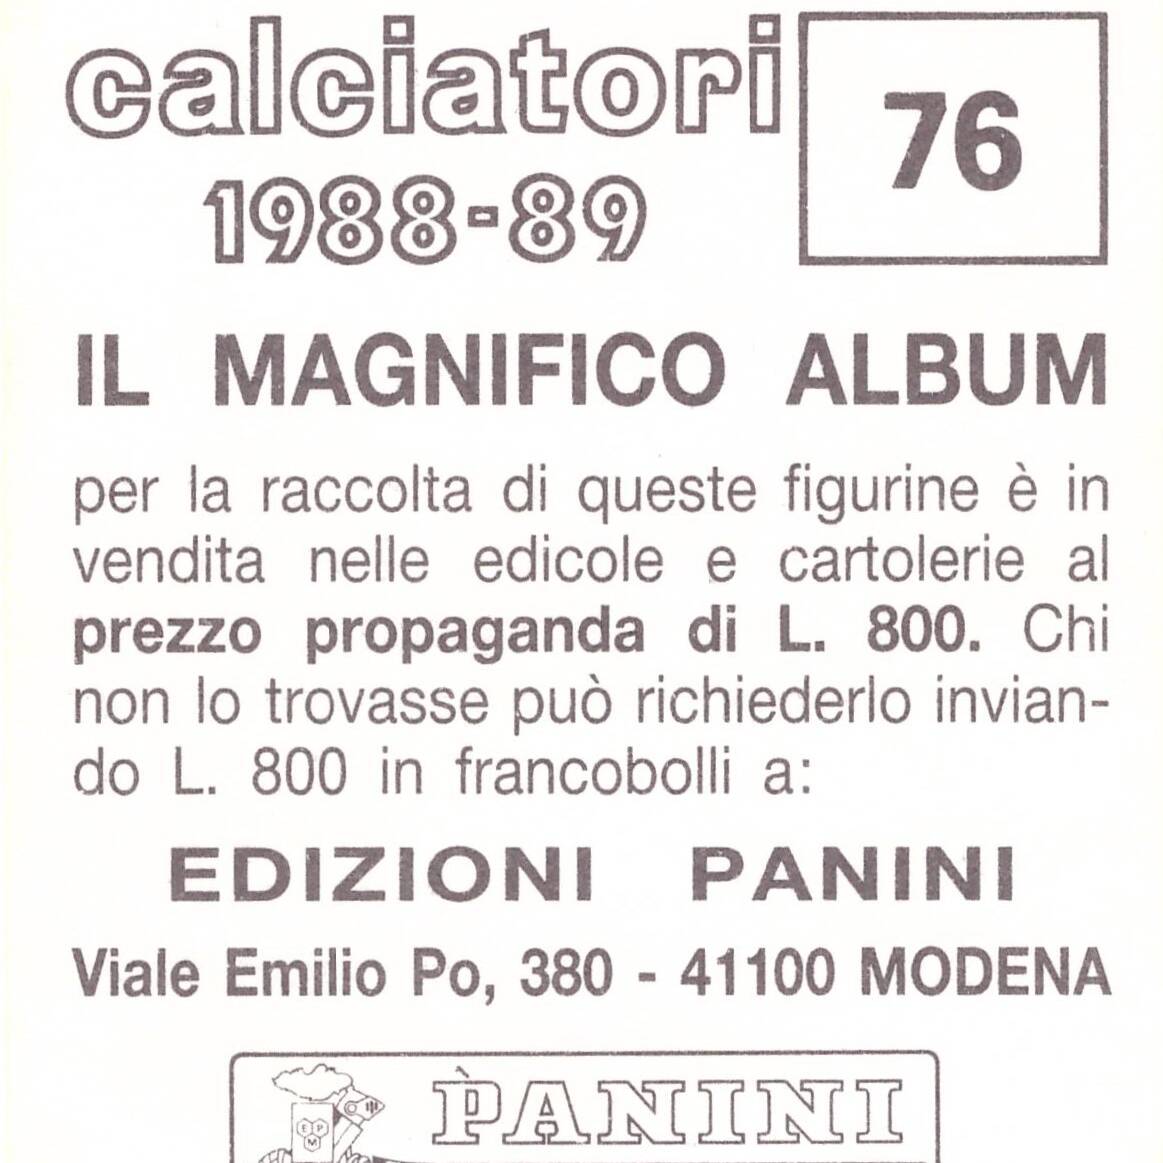 calciatori
1988-89
76
IL MAGNIFICO ALBUM
per la raccolta di queste figurine è in
vendita nelle edicole e cartolerie al
prezzo propaganda di L. 800. Chi
non lo trovasse può richiederlo invian-
do L. 800 in francobolli a:
EDIZIONI PANINI
Viale Emilio Po, 380 - 41100 MODENA
PANINI
E P
M